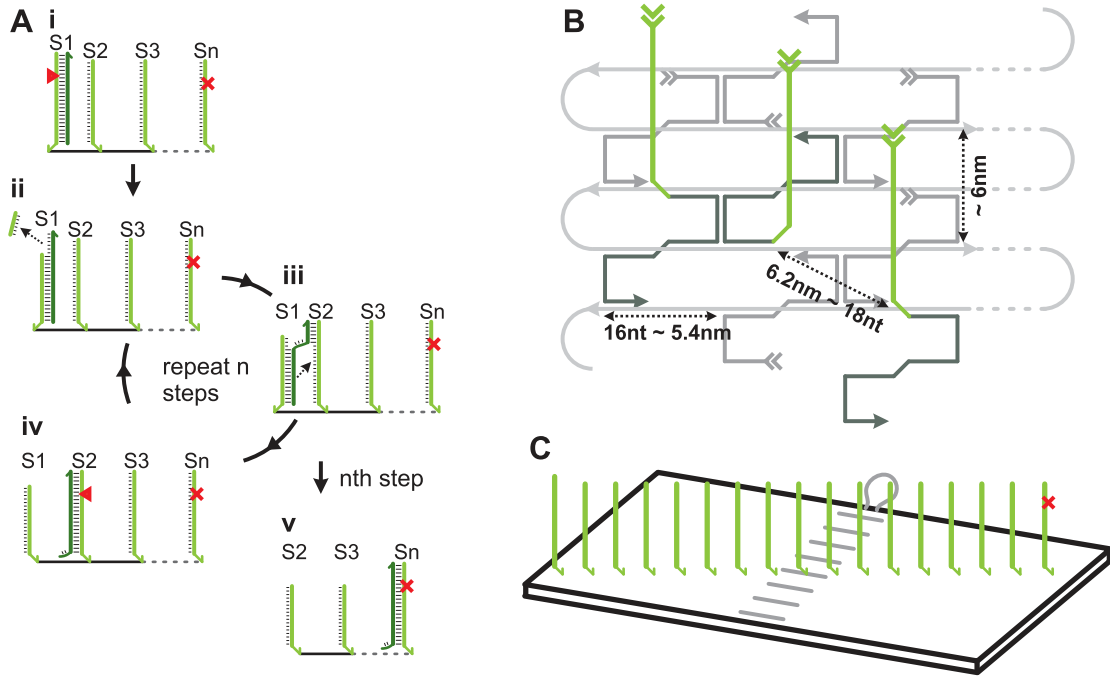 A
i
S1
S2
S3
Sn
ii
S1
S2
S3
Sn
iii
S1
S2
S3
Sn
repeat n
steps
iv
S1
S2
S3
Sn
nth step
v
S2
S3
Sn
B
~ 6nm
6.2nm ~ 18nt
16nt ~ 5.4nm
C